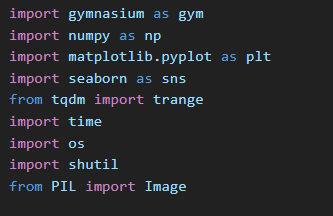 import gymnasium as gym
import numpy as np
import matplotlib.pyplot as plt
import seaborn as sns
from tqdm import trange
import time
import os
import shutil
from PIL import Image